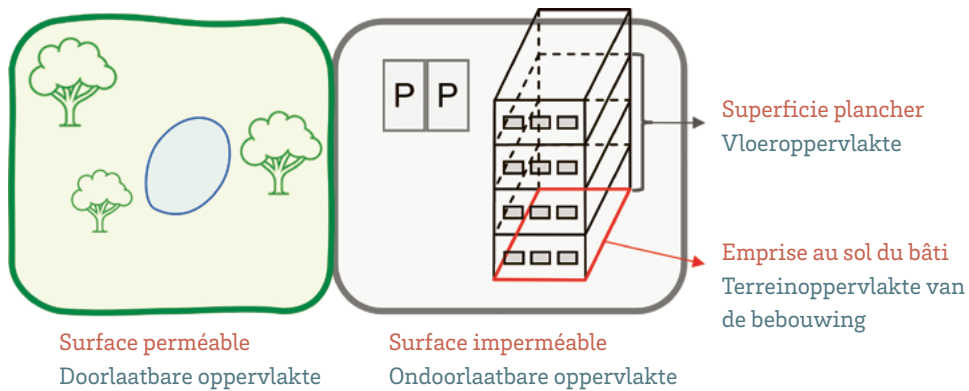 P P
Superficie plancher
Vloeroppervlakte
Emprise au sol du bâti
Terreinoppervlakte van
de bebouwing
Surface perméable
Doorlaatbare oppervlakte
Surface imperméable
Ondoorlaatbare oppervlakte